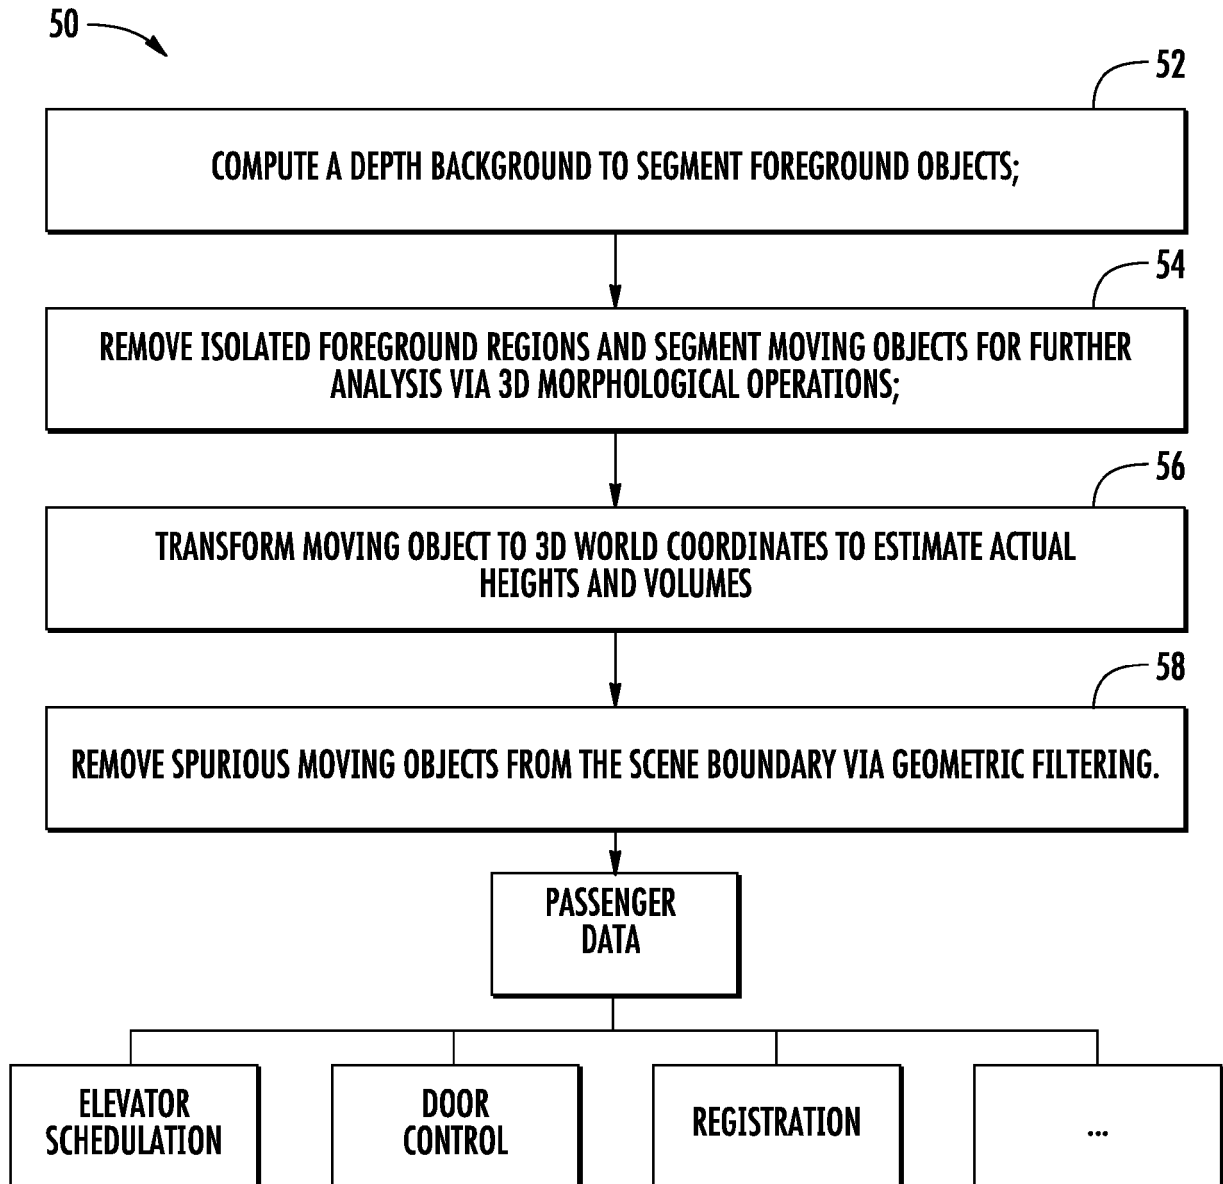 50
52
COMPUTE A DEPTH BACKGROUND TO SEGMENT FOREGROUND OBJECTS;
54
REMOVE ISOLATED FOREGROUND REGIONS AND SEGMENT MOVING OBJECTS FOR FURTHER
ANALYSIS VIA 3D MORPHOLOGICAL OPERATIONS;
56
TRANSFORM MOVING OBJECT TO 3D WORLD COORDINATES TO ESTIMATE ACTUAL
HEIGHTS AND VOLUMES
58
REMOVE SPURIOUS MOVING OBJECTS FROM THE SCENE BOUNDARY VIA GEOMETRIC FILTERING.
PASSENGER
DATA
ELEVATOR
SCHEDULATION
DOOR
CONTROL
REGISTRATION
...